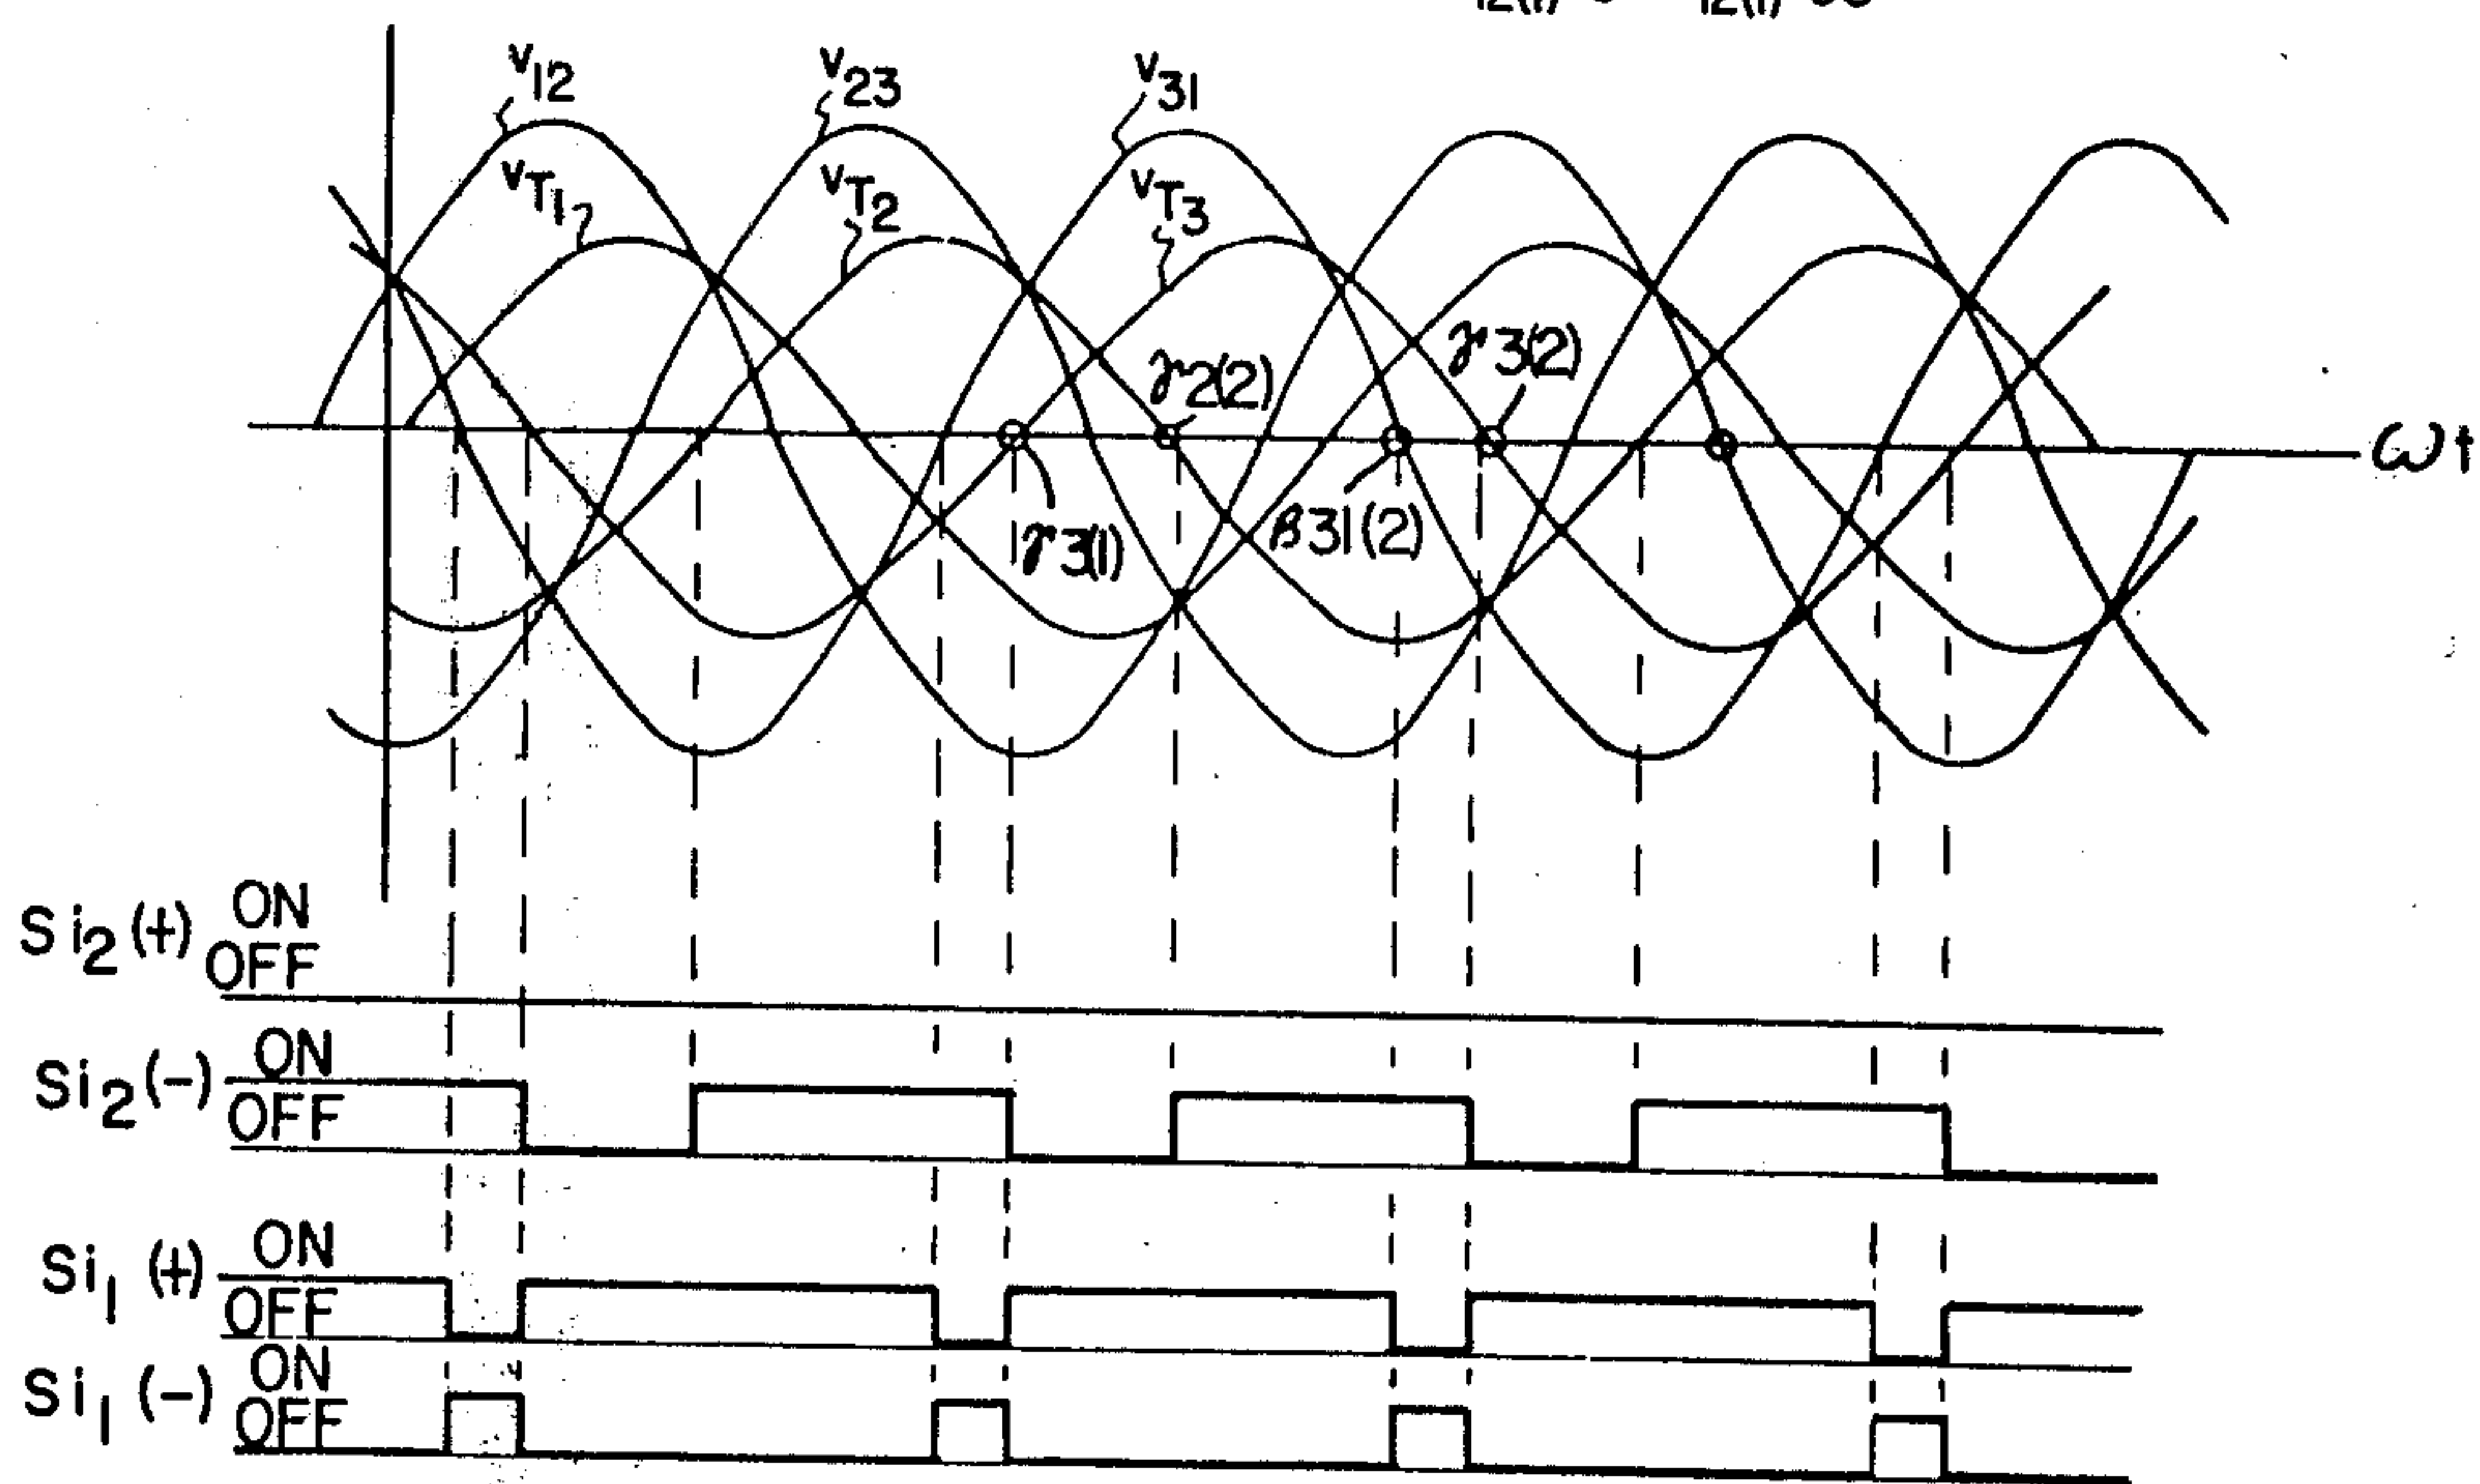 v12
v23
v31
vT1
vT2
vT3
γ3(2)
γ2(2)
ωt
γ3(1)
β31(2)
Si2(+) ON
OFF
Si2(-) ON
OFF
Si1(+) ON
OFF
Si1(-) ON
OFF